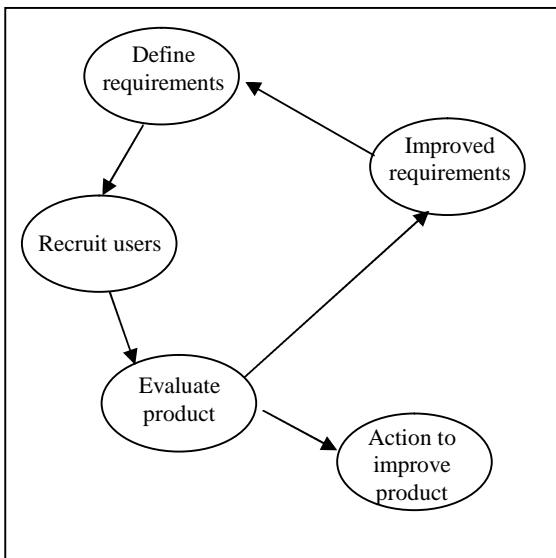 Define
requirements
Improved
requirements
Recruit users
Evaluate
product
Action to
improve
product